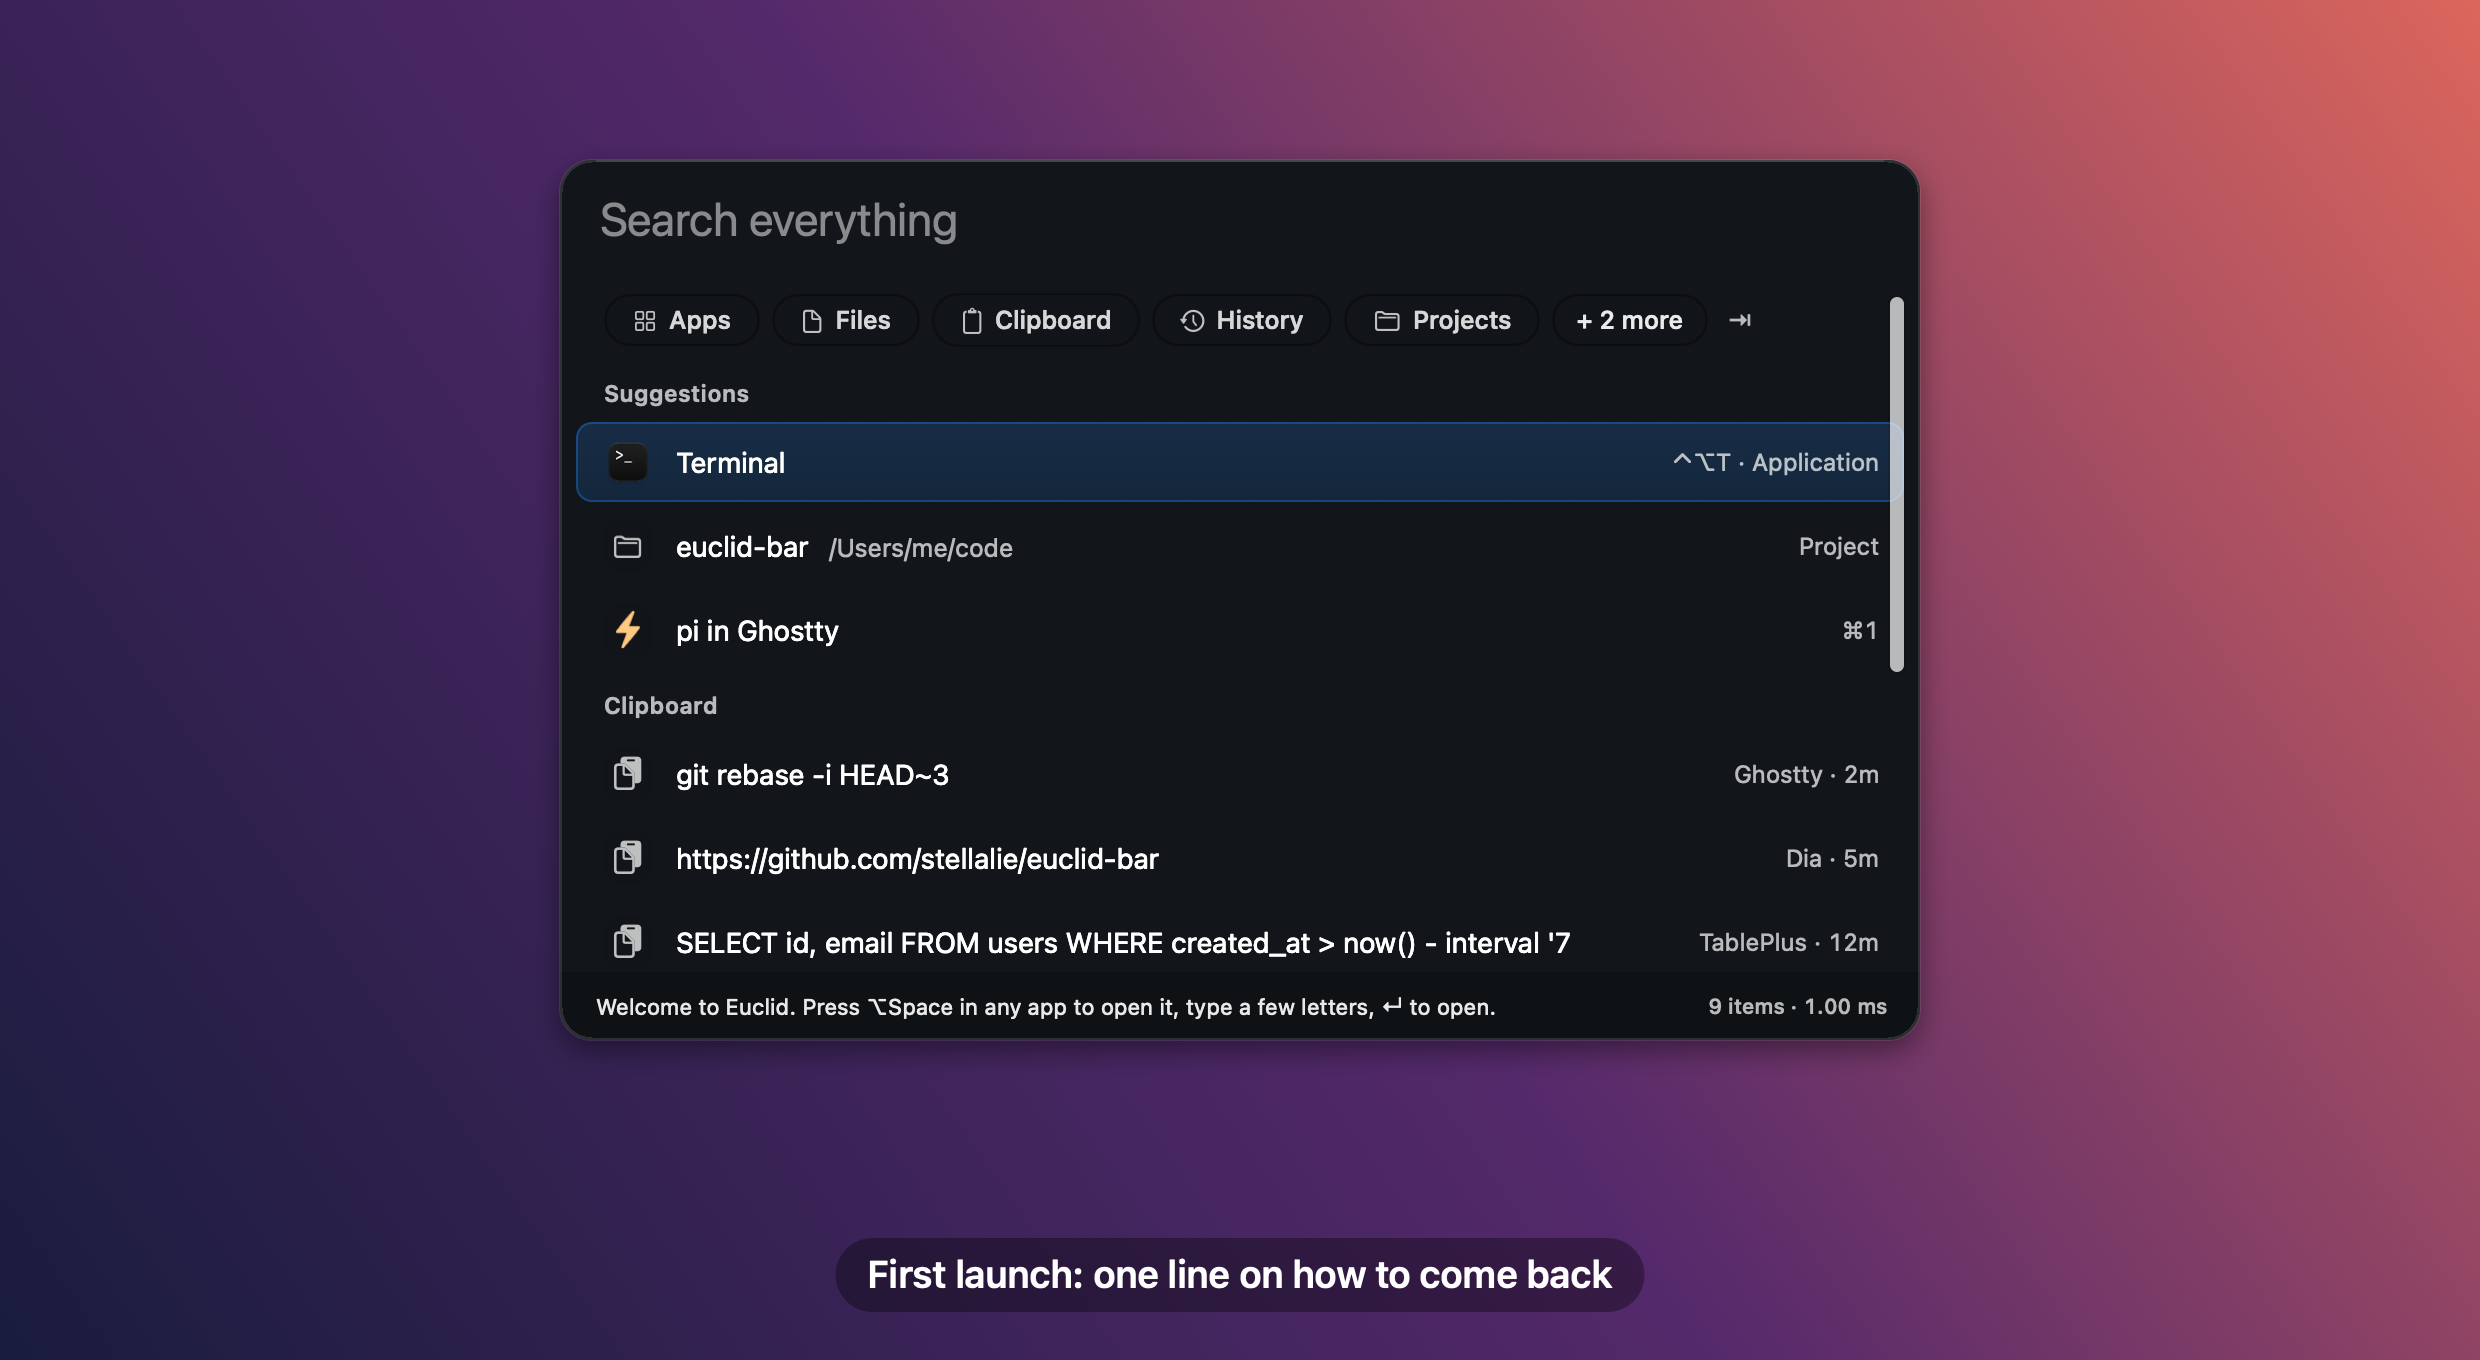 Search everything
Apps Files Clipboard History Projects + 2 more ⇥
Suggestions
>_ Terminal ^⌥T · Application
euclid-bar /Users/me/code Project
pi in Ghostty ⌘1
Clipboard
git rebase -i HEAD~3 Ghostty · 2m
https://github.com/stellalie/euclid-bar Dia · 5m
SELECT id, email FROM users WHERE created_at > now() - interval '7 TablePlus · 12m
Welcome to Euclid. Press ⌥Space in any app to open it, type a few letters, ↵ to open. 9 items · 1.00 ms
First launch: one line on how to come back